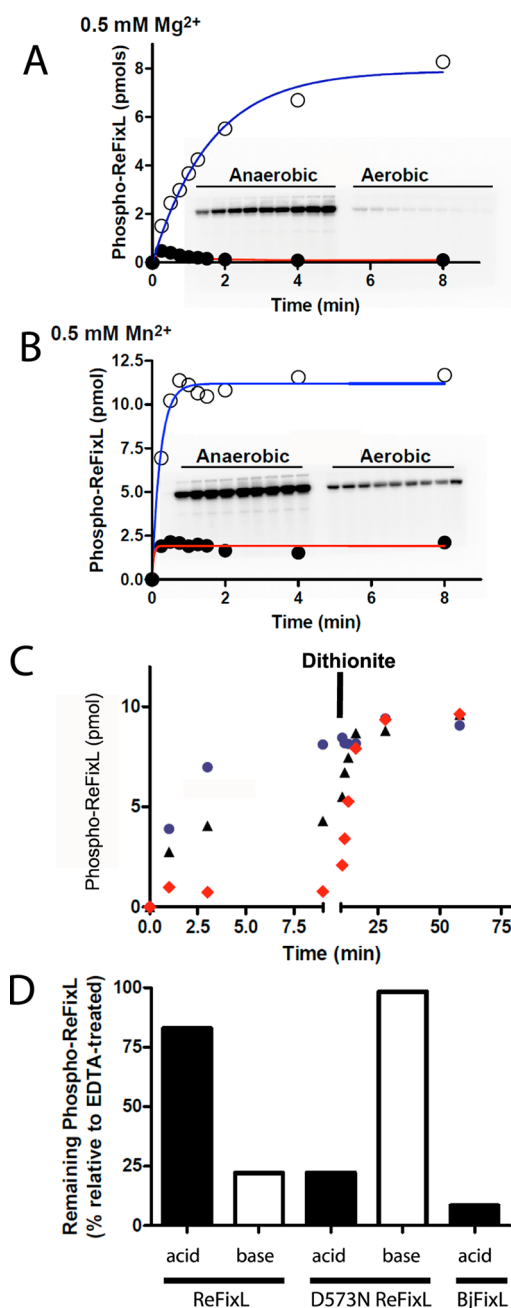 A
0.5 mM Mg2+
Phospho-ReFixL (pmols)
8
6
4
2
0
Anaerobic
Aerobic
0 2 4 6 8
Time (min)
B
0.5 mM Mn2+
Phospho-ReFixL (pmol)
12.5
10.0
7.5
5.0
2.5
0.0
Anaerobic
Aerobic
0 2 4 6 8
Time (min)
C
Dithionite
Phospho-ReFixL (pmol)
10
5
0
0.0 2.5 5.0 7.5 25 50 75
Time (min)
D
Remaining Phospho-ReFixL
(% relative to EDTA-treated)
100
75
50
25
0
acid base acid base acid
ReFixL D573N ReFixL BjFixL